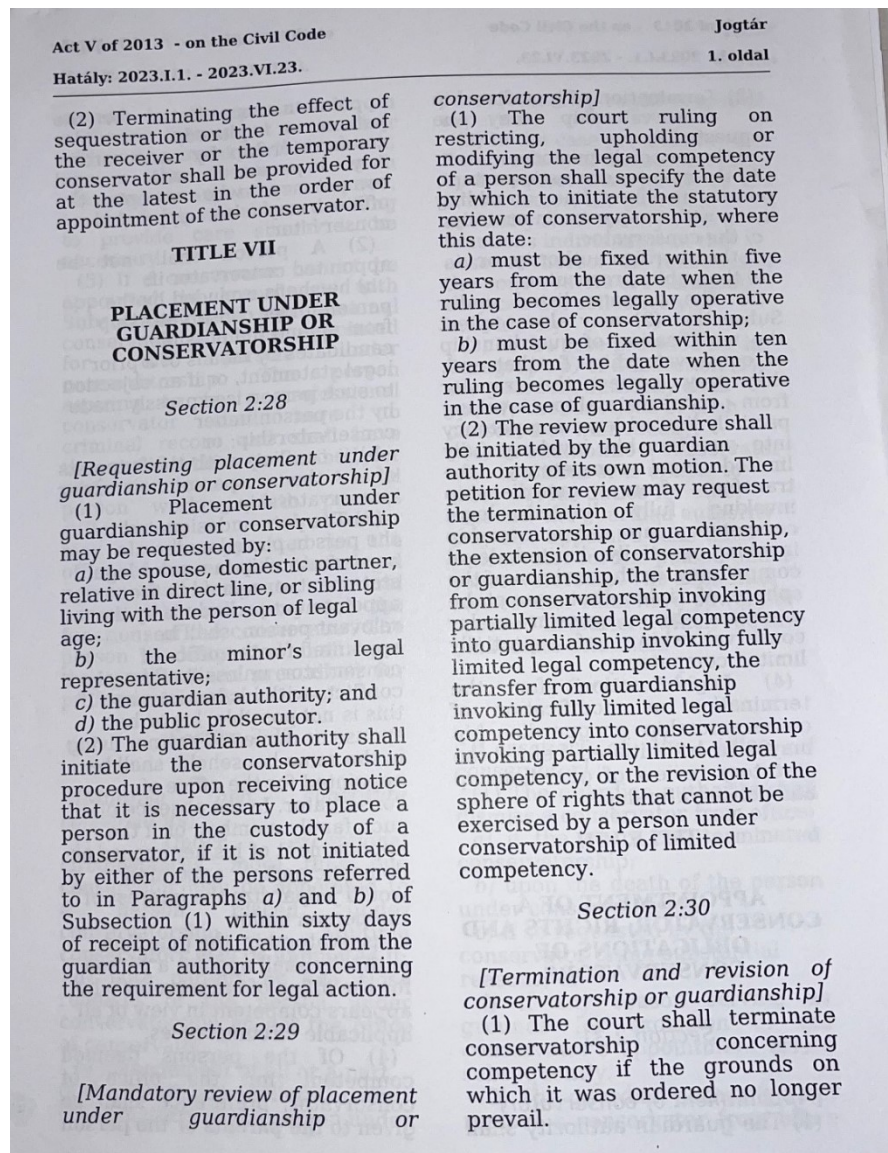 Act V of 2013 - on the Civil Code
Jogtár
Hatály: 2023.I.1. - 2023.VI.23.
1. oldal
(2) Terminating the effect of
sequestration or the removal of
the receiver or the temporary
conservator shall be provided for
at the latest in the order of
appointment of the conservator.
TITLE VII
PLACEMENT UNDER
GUARDIANSHIP OR
CONSERVATORSHIP
Section 2:28
[Requesting placement under
guardianship or conservatorship]
(1) Placement under
guardianship or conservatorship
may be requested by:
a) the spouse, domestic partner,
relative in direct line, or sibling
living with the person of legal
age;
b) the minor's legal
representative;
c) the guardian authority; and
d) the public prosecutor.
(2) The guardian authority shall
initiate the conservatorship
procedure upon receiving notice
that it is necessary to place a
person in the custody of a
conservator, if it is not initiated
by either of the persons referred
to in Paragraphs a) and b) of
Subsection (1) within sixty days
of receipt of notification from the
guardian authority concerning
the requirement for legal action.
Section 2:29
[Mandatory review of placement
under guardianship or
conservatorship]
(1) The court ruling on
restricting, upholding or
modifying the legal competency
of a person shall specify the date
by which to initiate the statutory
review of conservatorship, where
this date:
a) must be fixed within five
years from the date when the
ruling becomes legally operative
in the case of conservatorship;
b) must be fixed within ten
years from the date when the
ruling becomes legally operative
in the case of guardianship.
(2) The review procedure shall
be initiated by the guardian
authority of its own motion. The
petition for review may request
the termination of
conservatorship or guardianship,
the extension of conservatorship
or guardianship, the transfer
from conservatorship invoking
partially limited legal competency
into guardianship invoking fully
limited legal competency, the
transfer from guardianship
invoking fully limited legal
competency into conservatorship
invoking partially limited legal
competency, or the revision of the
sphere of rights that cannot be
exercised by a person under
conservatorship of limited
competency.
Section 2:30
[Termination and revision of
conservatorship or guardianship]
(1) The court shall terminate
conservatorship concerning
competency if the grounds on
which it was ordered no longer
prevail.